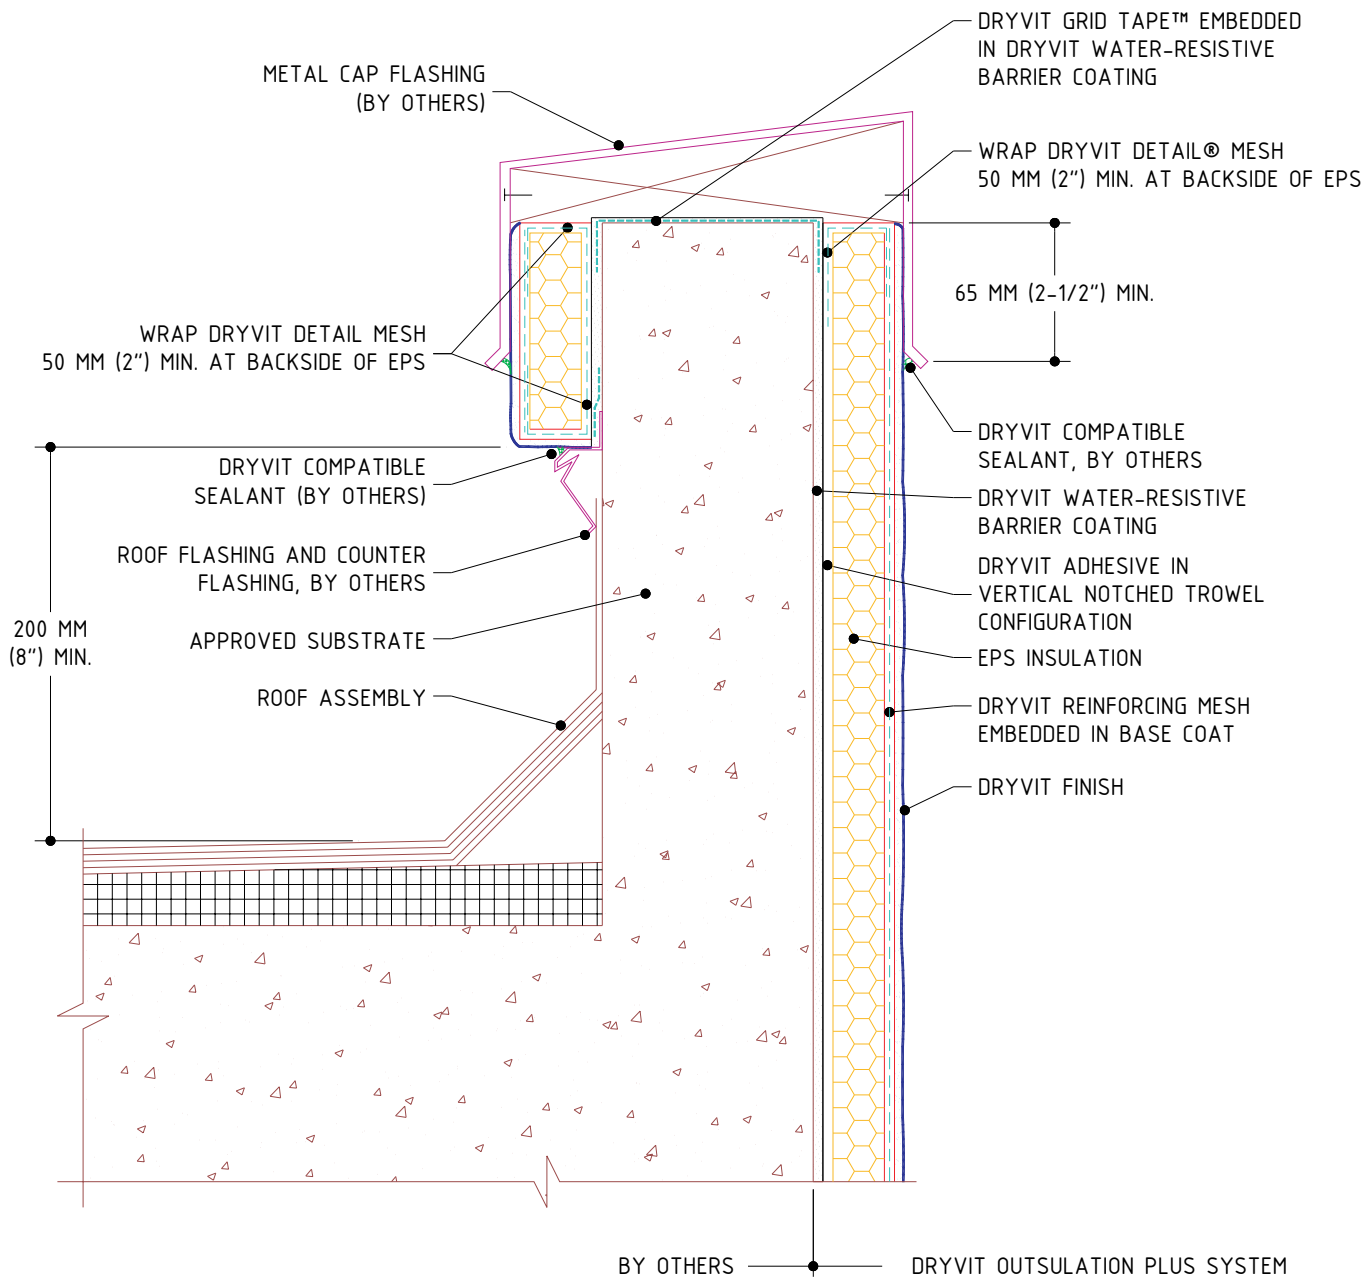 DRYVIT GRID TAPE™ EMBEDDED
IN DRYVIT WATER-RESISTIVE
BARRIER COATING
METAL CAP FLASHING
(BY OTHERS)
WRAP DRYVIT DETAIL® MESH
50 MM (2") MIN. AT BACKSIDE OF EPS
65 MM (2-1/2") MIN.
WRAP DRYVIT DETAIL MESH
50 MM (2") MIN. AT BACKSIDE OF EPS
DRYVIT COMPATIBLE
SEALANT, BY OTHERS
DRYVIT COMPATIBLE
SEALANT (BY OTHERS)
DRYVIT WATER-RESISTIVE
BARRIER COATING
ROOF FLASHING AND COUNTER
FLASHING, BY OTHERS
DRYVIT ADHESIVE IN
VERTICAL NOTCHED TROWEL
CONFIGURATION
200 MM
(8") MIN.
APPROVED SUBSTRATE
EPS INSULATION
ROOF ASSEMBLY
DRYVIT REINFORCING MESH
EMBEDDED IN BASE COAT
DRYVIT FINISH
BY OTHERS
DRYVIT OUTSULATION PLUS SYSTEM